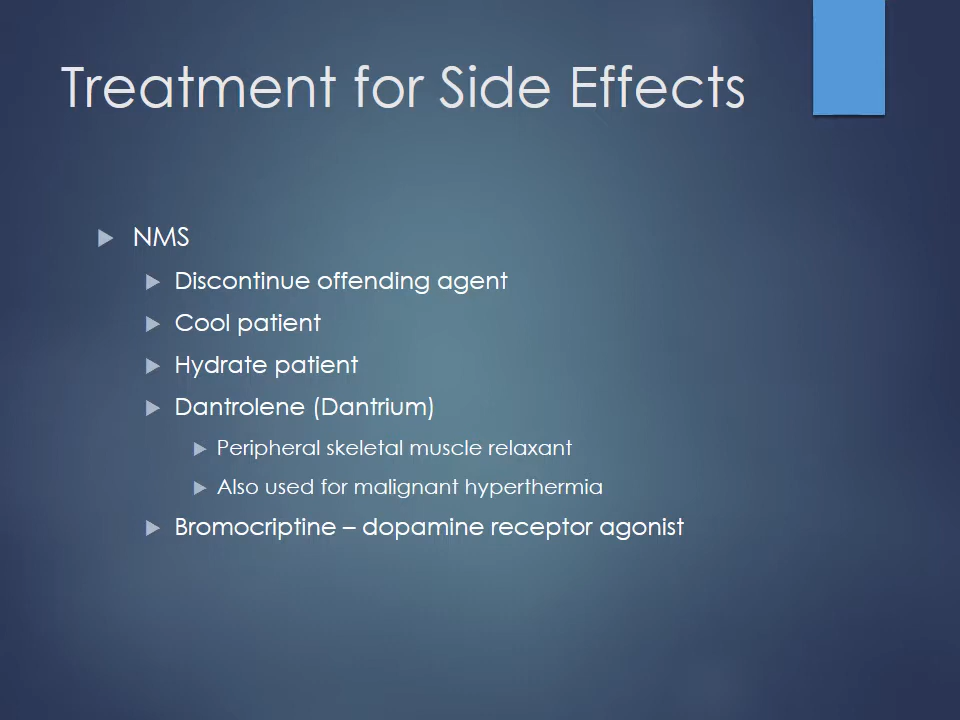 Treatment for Side Effects
NMS
Discontinue offending agent
Cool patient
Hydrate patient
Dantrolene (Dantrium)
Peripheral skeletal muscle relaxant
Also used for malignant hyperthermia
Bromocriptine – dopamine receptor agonist